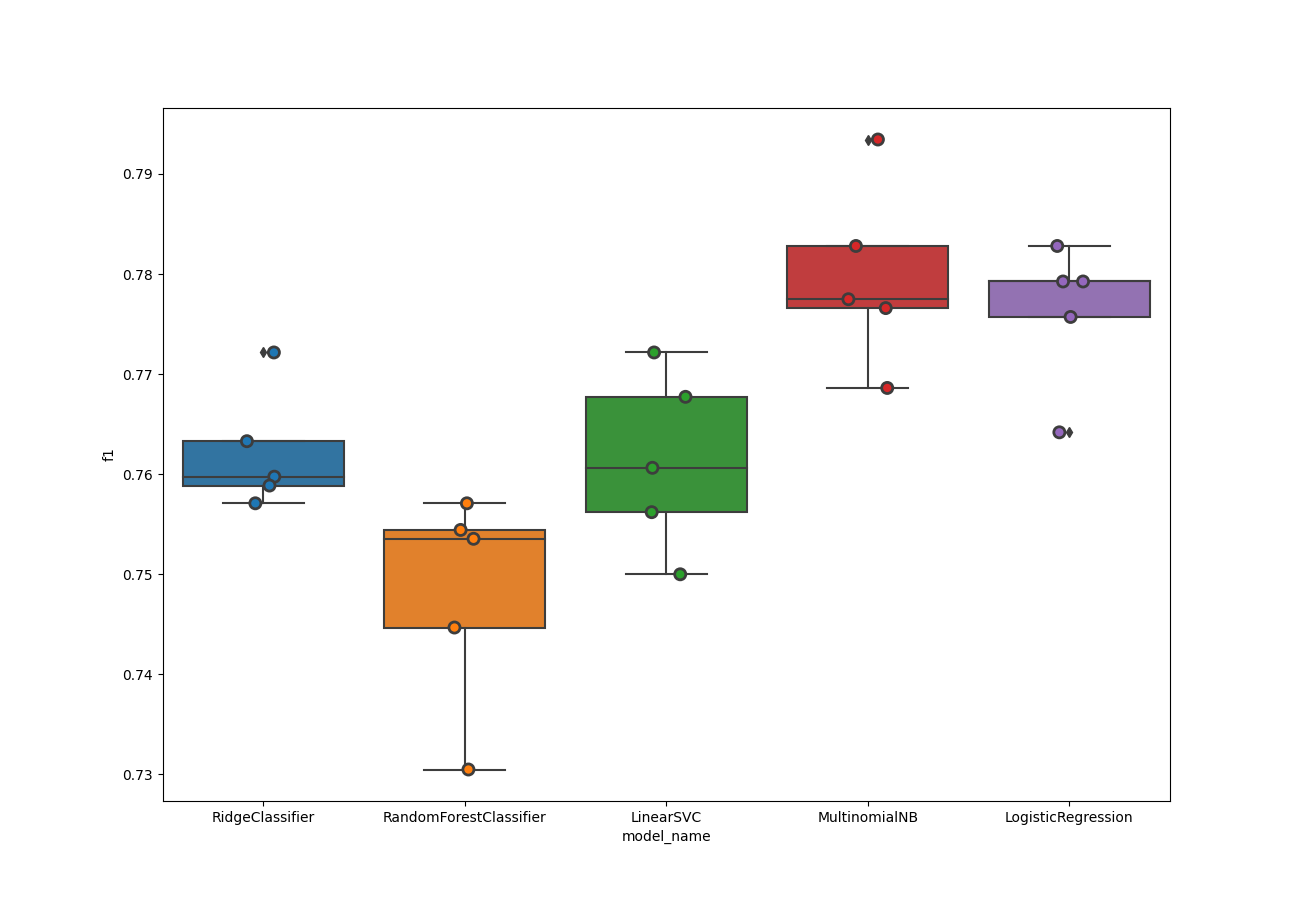 0.79
0.78
0.77
0.76
0.75
0.74
0.73
f1
RidgeClassifier RandomForestClassifier LinearSVC MultinomialNB LogisticRegression
model_name